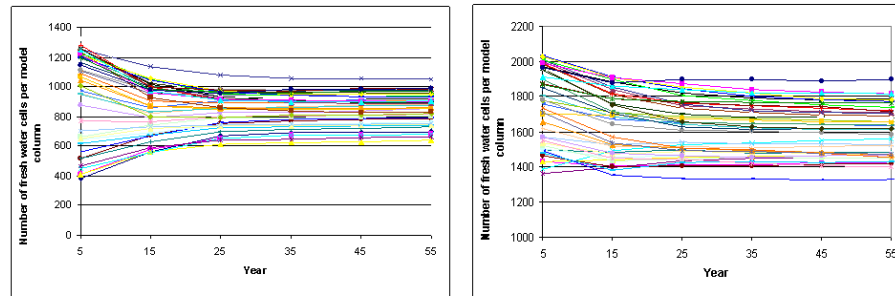 1400
1200
1000
800
600
400
200
0
5 15 25 35 45 55
Year
Number of fresh water cells per model
column
2200
2000
1800
1600
1400
1200
1000
5 15 25 35 45 55
Year
Number of fresh water cells per model
column